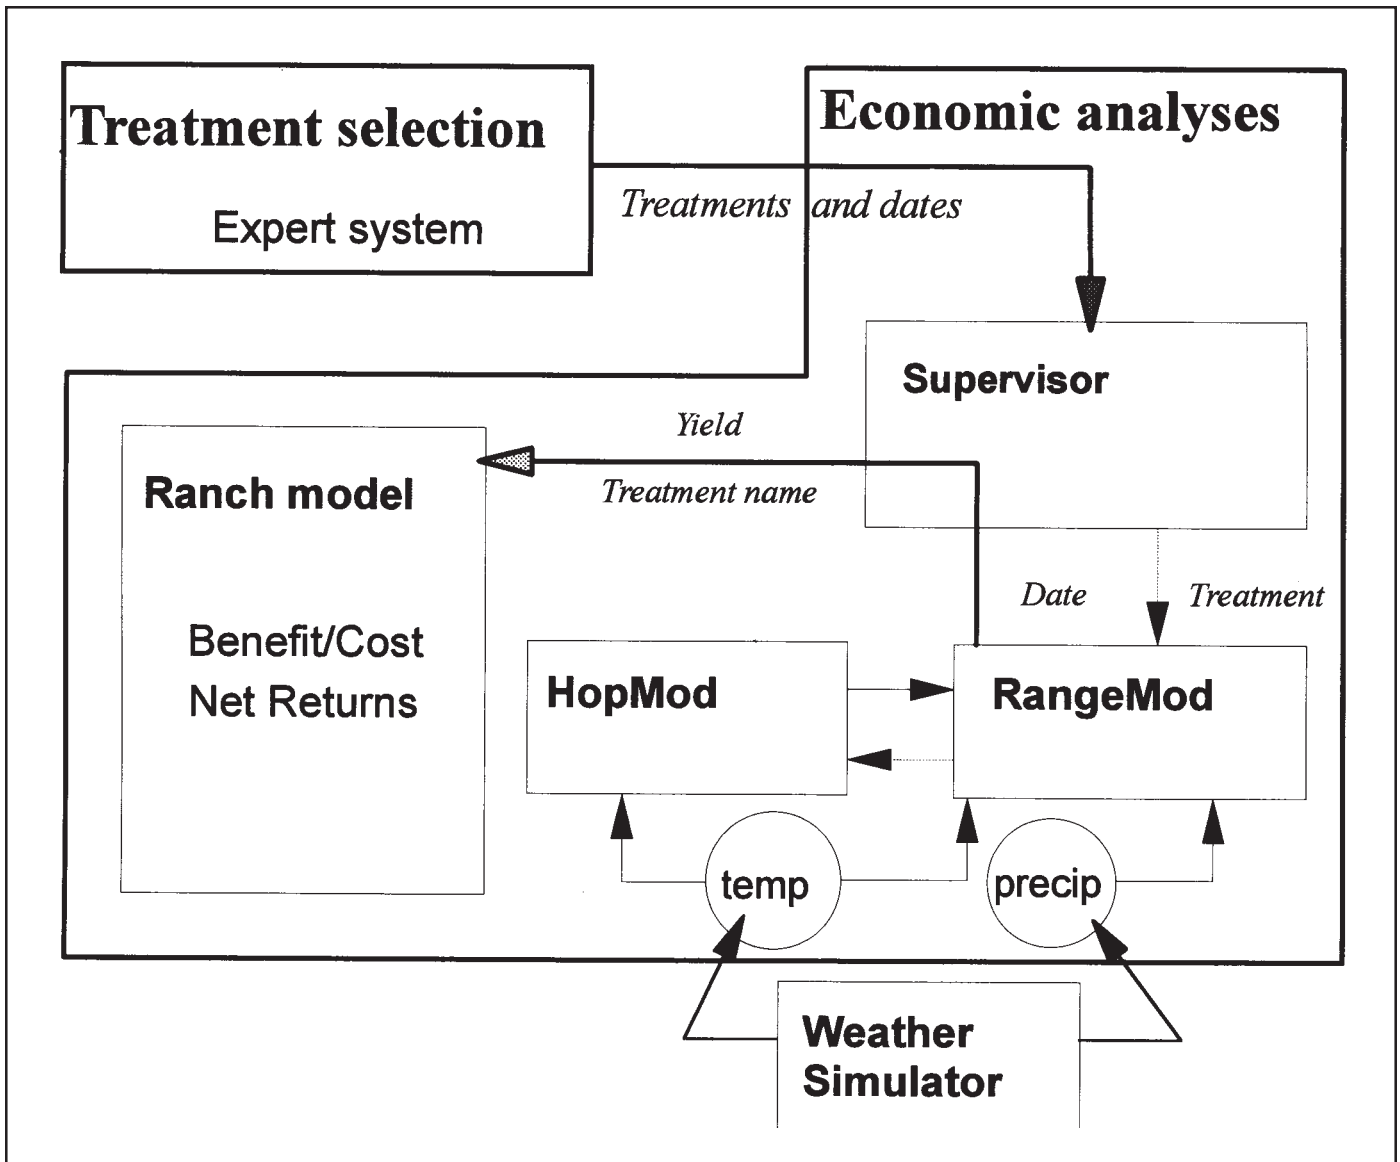 Treatment selection
Expert system
Economic analyses
Treatments and dates
Supervisor
Yield
Treatment name
Ranch model
Benefit/Cost
Net Returns
Date
Treatment
HopMod
RangeMod
temp
precip
Weather
Simulator